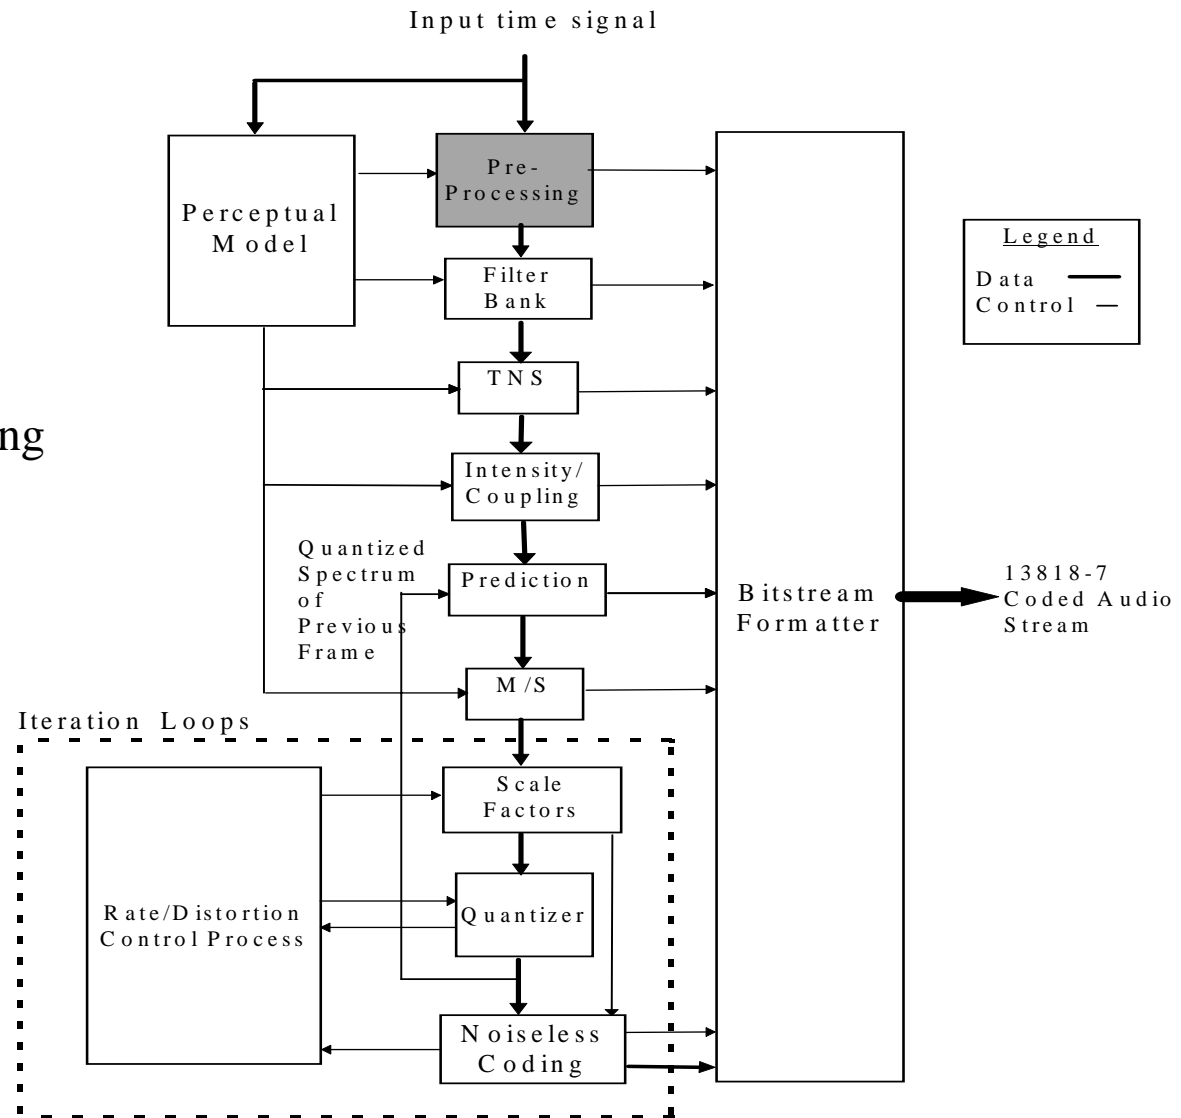 Input time signal
Pre-
Processing
Perceptual
Model
Legend
Data
Control
Filter
Bank
TNS
ng
Intensity/
Coupling
Quantized
Spectrum
of
Previous
Frame
Prediction
Bitstream
Formatter
13818-7
Coded Audio
Stream
M/S
Iteration Loops
Scale
Factors
Rate/Distortion
Control Process
Quantizer
Noiseless
Coding